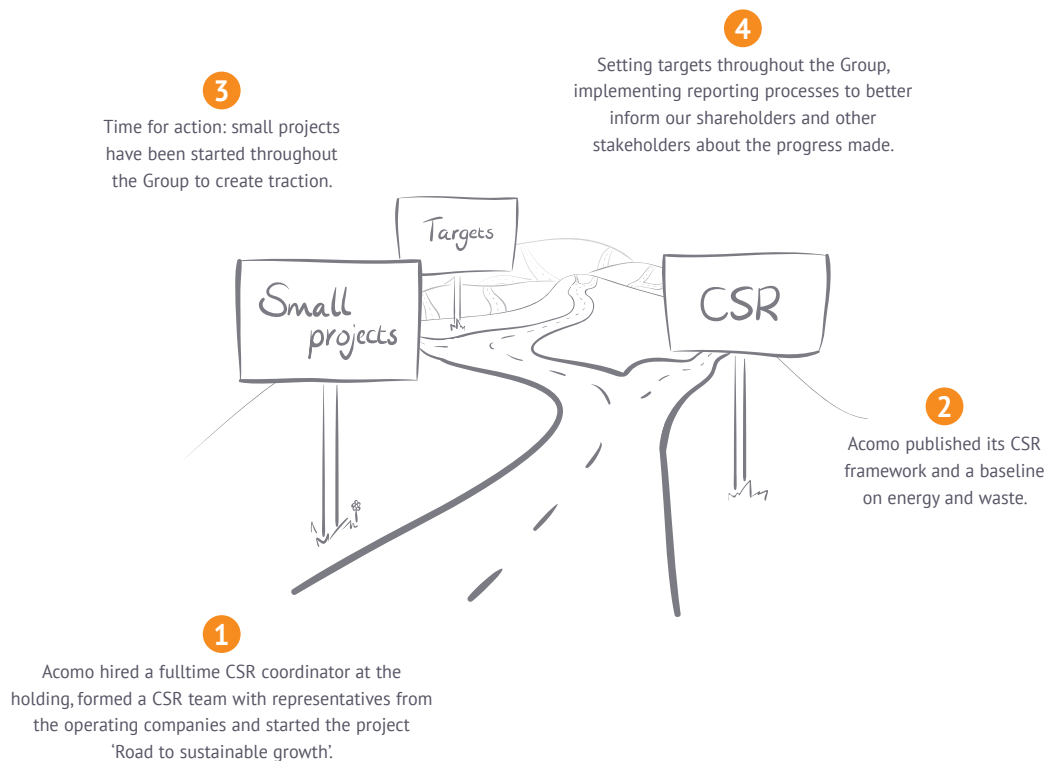 4
Setting targets throughout the Group,
implementing reporting processes to better
inform our shareholders and other
stakeholders about the progress made.
3
Time for action: small projects
have been started throughout
the Group to create traction.
Targets
Small
projects
CSR
2
Acomo published its CSR
framework and a baseline
on energy and waste.
1
Acomo hired a fulltime CSR coordinator at the
holding, formed a CSR team with representatives from
the operating companies and started the project
‘Road to sustainable growth’.